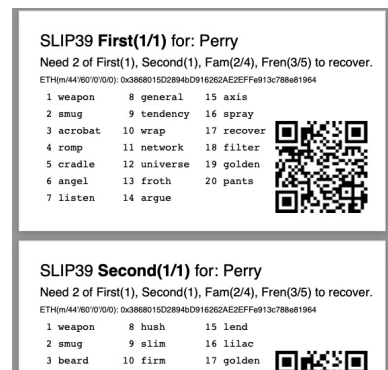 SLIP39 First(1/1) for: Perry
Need 2 of First(1), Second(1), Fam(2/4), Fren(3/5) to recover.
ETH(m/44'/60'/0'/0/0): 0x3868015D2894bD916262AE2EFFe913c788e81964
1 weapon 8 general 15 axis
2 smug 9 tendency 16 spray
3 acrobat 10 wrap 17 recover
4 romp 11 network 18 filter
5 cradle 12 universe 19 golden
6 angel 13 froth 20 pants
7 listen 14 argue
SLIP39 Second(1/1) for: Perry
Need 2 of First(1), Second(1), Fam(2/4), Fren(3/5) to recover.
ETH(m/44'/60'/0'/0/0): 0x3868015D2894bD916262AE2EFFe913c788e81964
1 weapon 8 hush 15 lend
2 smug 9 slim 16 lilac
3 beard 10 firm 17 golden